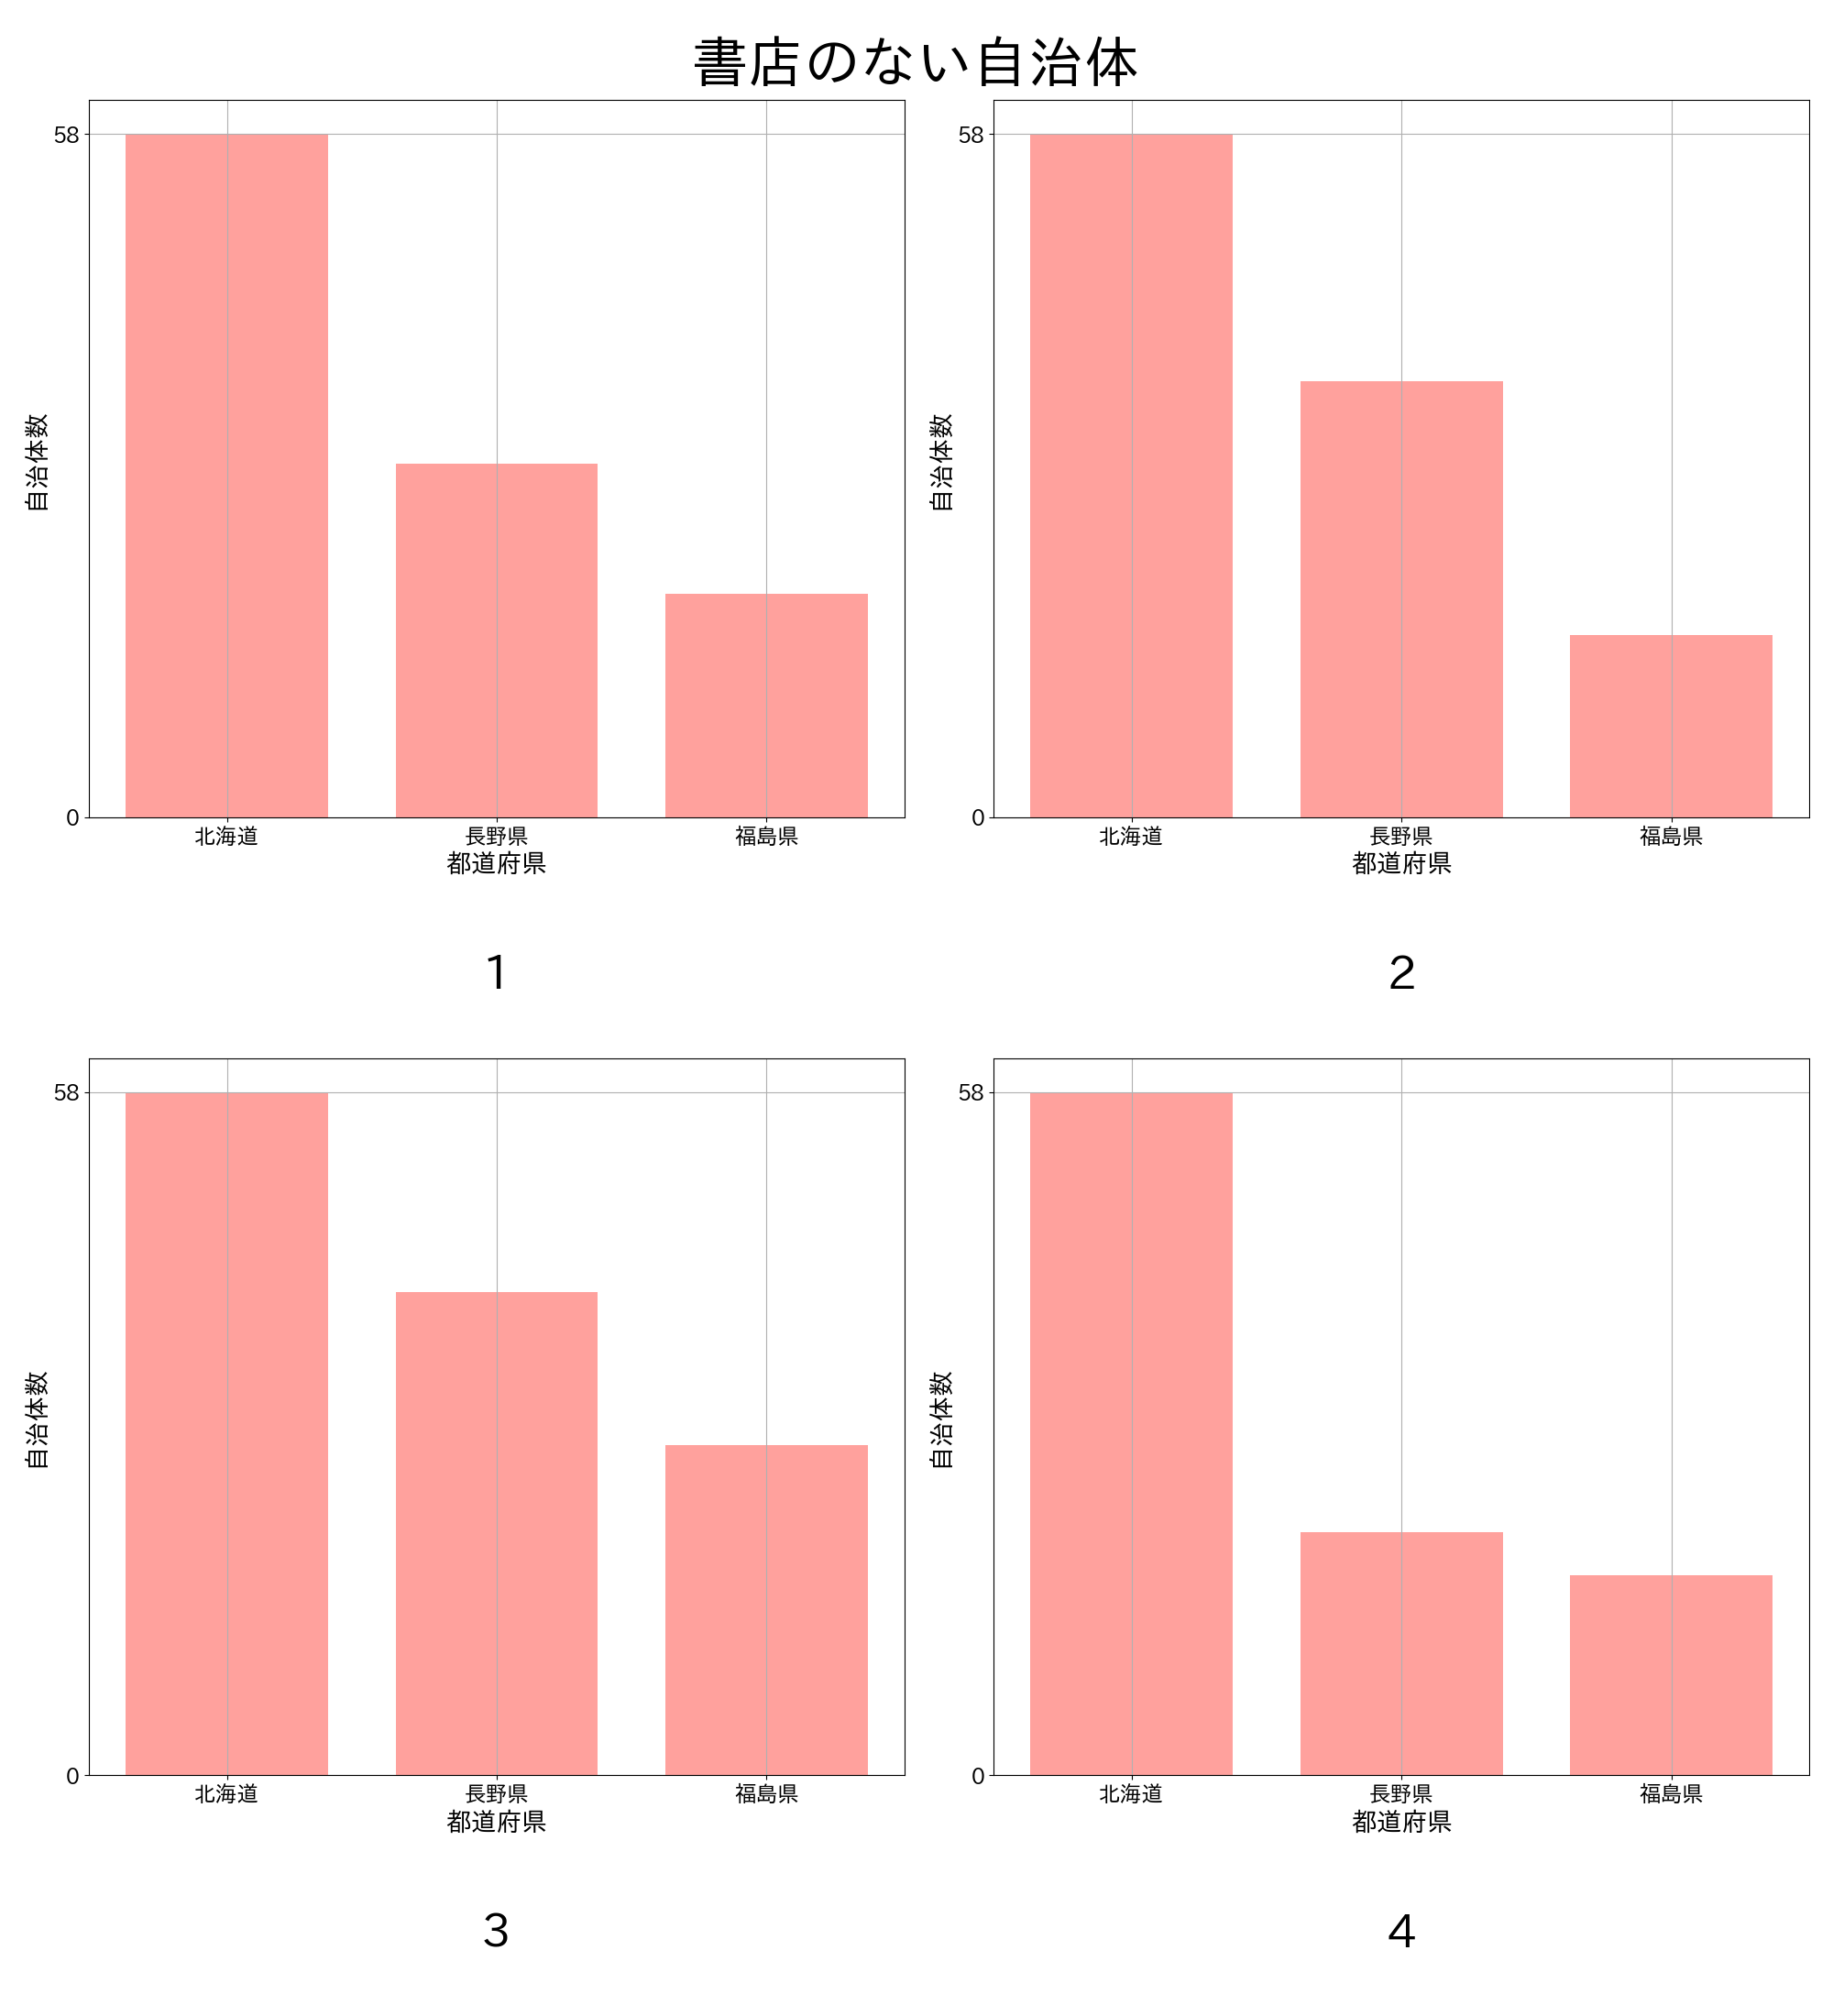 書店のない自治体
58
0
自治体数
北海道 長野県 福島県
都道府県
1
58
0
自治体数
北海道 長野県 福島県
都道府県
2
58
0
自治体数
北海道 長野県 福島県
都道府県
3
58
0
自治体数
北海道 長野県 福島県
都道府県
4